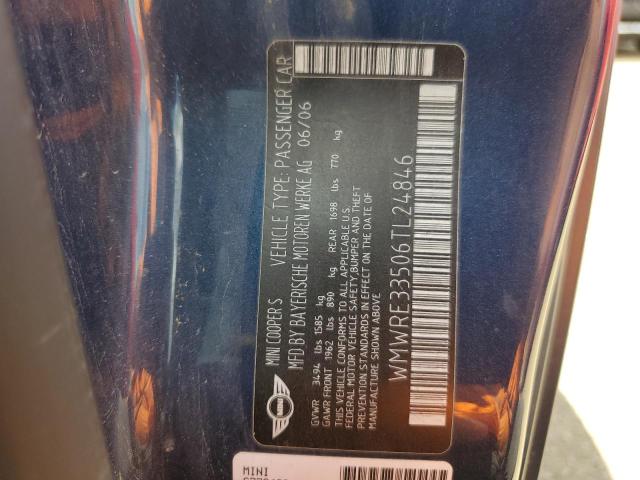 MINI COOPER S VEHICLE TYPE: PASSENGER CAR
MFD BY BAYERISCHE MOTOREN WERKE AG 06/06
GVWR 3494 lbs 1585 kg
GAWR FRONT 1962 lbs 890 kg REAR 1698 lbs 770 kg
THIS VEHICLE CONFORMS TO ALL APPLICABLE U.S.
FEDERAL MOTOR VEHICLE SAFETY,BUMPER AND THEFT
PREVENTION STANDARDS IN EFFECT ON THE DATE OF
MANUFACTURE SHOWN ABOVE.
WMWRE33506TL24846
MINI